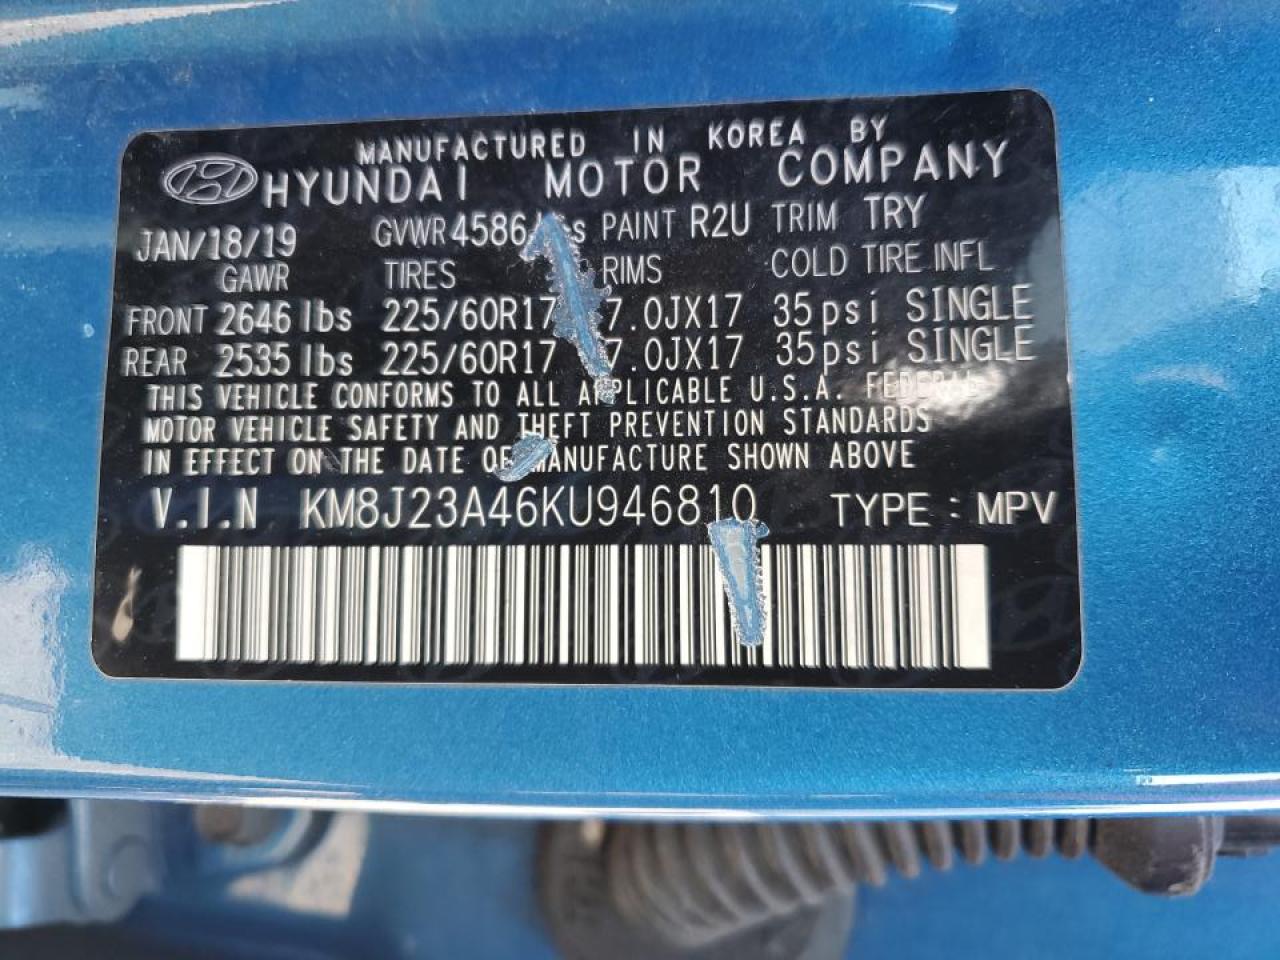 MANUFACTURED IN KOREA BY
HYUNDAI MOTOR COMPANY
JAN/18/19 GVWR 4586 lbs PAINT R2U TRIM TRY
GAWR TIRES RIMS COLD TIRE INFL
FRONT 2646 lbs 225/60R17 7.0JX17 35psi SINGLE
REAR 2535 lbs 225/60R17 7.0JX17 35psi SINGLE
THIS VEHICLE CONFORMS TO ALL APPLICABLE U.S.A. FEDERAL
MOTOR VEHICLE SAFETY AND THEFT PREVENTION STANDARDS
IN EFFECT ON THE DATE OF MANUFACTURE SHOWN ABOVE
V.I.N KM8J23A46KU946810 TYPE : MPV